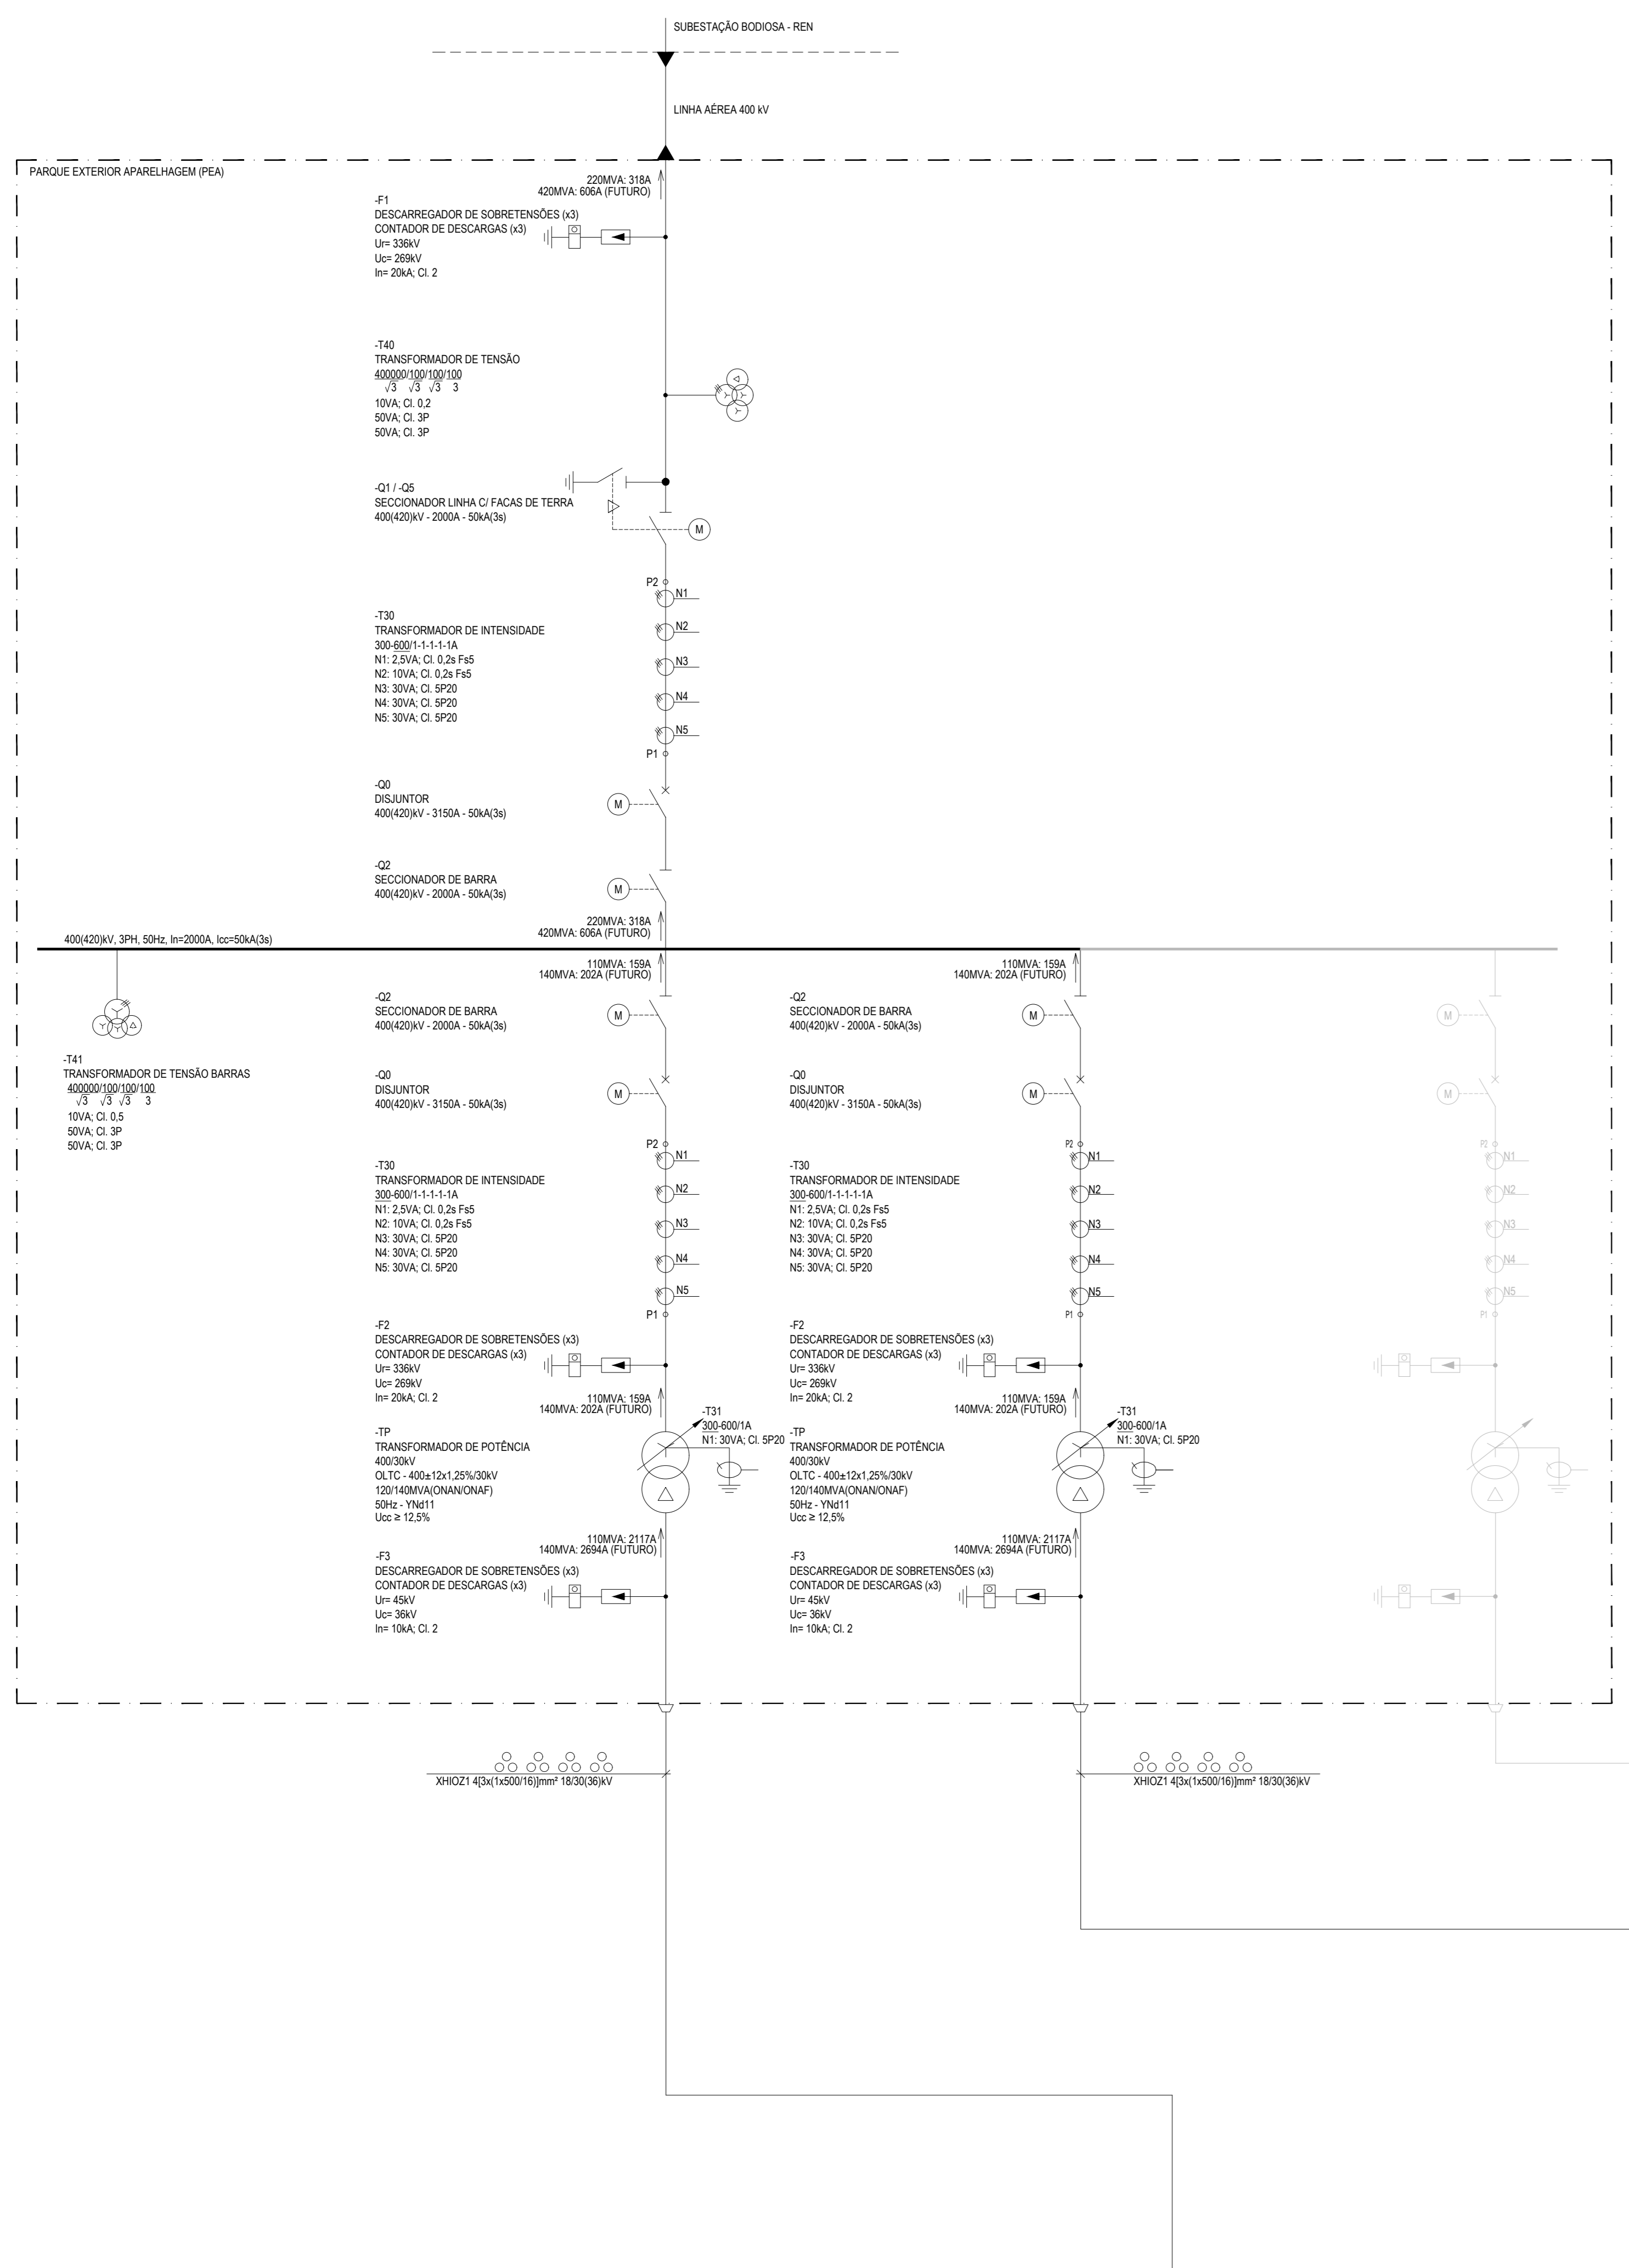 SUBESTAÇÃO BODIOSA - REN
LINHA AÉREA 400 kV
PARQUE EXTERIOR APARELHAGEM (PEA)
220MVA: 318A
420MVA: 606A (FUTURO)
-F1
DESCARREGADOR DE SOBRETENSÕES (x3)
CONTADOR DE DESCARGAS (x3)
Ur= 336kV
Uc= 269kV
In= 20kA; Cl. 2
-T40
TRANSFORMADOR DE TENSÃO
400000/100/100/100
√3 √3 √3 3
10VA; Cl. 0,2
50VA; Cl. 3P
50VA; Cl. 3P
-Q1 / -Q5
SECCIONADOR LINHA C/ FACAS DE TERRA
400(420)kV - 2000A - 50kA(3s)
M
P2
N1
N2
N3
N4
N5
P1
-T30
TRANSFORMADOR DE INTENSIDADE
300-600/1-1-1-1-1A
N1: 2,5VA; Cl. 0,2s Fs5
N2: 10VA; Cl. 0,2s Fs5
N3: 30VA; Cl. 5P20
N4: 30VA; Cl. 5P20
N5: 30VA; Cl. 5P20
-Q0
DISJUNTOR
400(420)kV - 3150A - 50kA(3s)
M
-Q2
SECCIONADOR DE BARRA
400(420)kV - 2000A - 50kA(3s)
M
220MVA: 318A
420MVA: 606A (FUTURO)
400(420)kV, 3PH, 50Hz, In=2000A, Icc=50kA(3s)
-T41
TRANSFORMADOR DE TENSÃO BARRAS
400000/100/100/100
√3 √3 √3 3
10VA; Cl. 0,5
50VA; Cl. 3P
50VA; Cl. 3P
110MVA: 159A
140MVA: 202A (FUTURO)
-Q2
SECCIONADOR DE BARRA
400(420)kV - 2000A - 50kA(3s)
M
-Q0
DISJUNTOR
400(420)kV - 3150A - 50kA(3s)
M
P2
N1
N2
N3
N4
N5
P1
-T30
TRANSFORMADOR DE INTENSIDADE
300-600/1-1-1-1-1A
N1: 2,5VA; Cl. 0,2s Fs5
N2: 10VA; Cl. 0,2s Fs5
N3: 30VA; Cl. 5P20
N4: 30VA; Cl. 5P20
N5: 30VA; Cl. 5P20
-F2
DESCARREGADOR DE SOBRETENSÕES (x3)
CONTADOR DE DESCARGAS (x3)
Ur= 336kV
Uc= 269kV
In= 20kA; Cl. 2
110MVA: 159A
140MVA: 202A (FUTURO)
-T31
300-600/1A
N1: 30VA; Cl. 5P20
-TP
TRANSFORMADOR DE POTÊNCIA
400/30kV
OLTC - 400±12x1,25%/30kV
120/140MVA(ONAN/ONAF)
50Hz - YNd11
Ucc ≥ 12,5%
110MVA: 2117A
140MVA: 2694A (FUTURO)
-F3
DESCARREGADOR DE SOBRETENSÕES (x3)
CONTADOR DE DESCARGAS (x3)
Ur= 45kV
Uc= 36kV
In= 10kA; Cl. 2
XHIOZ1 4[3x(1x500/16)]mm² 18/30(36)kV
110MVA: 159A
140MVA: 202A (FUTURO)
-Q2
SECCIONADOR DE BARRA
400(420)kV - 2000A - 50kA(3s)
M
-Q0
DISJUNTOR
400(420)kV - 3150A - 50kA(3s)
M
P2
N1
N2
N3
N4
N5
P1
-T30
TRANSFORMADOR DE INTENSIDADE
300-600/1-1-1-1-1A
N1: 2,5VA; Cl. 0,2s Fs5
N2: 10VA; Cl. 0,2s Fs5
N3: 30VA; Cl. 5P20
N4: 30VA; Cl. 5P20
N5: 30VA; Cl. 5P20
-F2
DESCARREGADOR DE SOBRETENSÕES (x3)
CONTADOR DE DESCARGAS (x3)
Ur= 336kV
Uc= 269kV
In= 20kA; Cl. 2
110MVA: 159A
140MVA: 202A (FUTURO)
-T31
300-600/1A
N1: 30VA; Cl. 5P20
-TP
TRANSFORMADOR DE POTÊNCIA
400/30kV
OLTC - 400±12x1,25%/30kV
120/140MVA(ONAN/ONAF)
50Hz - YNd11
Ucc ≥ 12,5%
110MVA: 2117A
140MVA: 2694A (FUTURO)
-F3
DESCARREGADOR DE SOBRETENSÕES (x3)
CONTADOR DE DESCARGAS (x3)
Ur= 45kV
Uc= 36kV
In= 10kA; Cl. 2
XHIOZ1 4[3x(1x500/16)]mm² 18/30(36)kV
M
M
P2
N1
N2
N3
N4
N5
P1